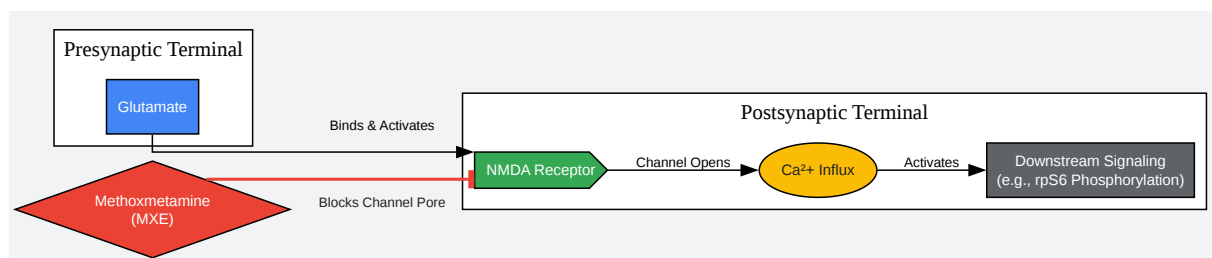 Presynaptic Terminal
Glutamate
Binds & Activates
Postsynaptic Terminal
NMDA Receptor
Channel Opens
Ca²+ Influx
Activates
Downstream Signaling
(e.g., rpS6 Phosphorylation)
Methoxmetamine
(MXE)
Blocks Channel Pore